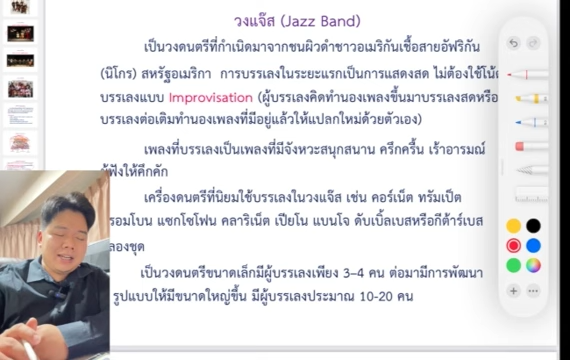 วงแจ๊ส (Jazz Band)
เป็นวงดนตรีที่กำเนิดมาจากชนผิวดำชาวอเมริกันเชื้อสายอัฟริกัน
(นิโกร) สหรัฐอเมริกา การบรรเลงในระยะแรกเป็นการแสดงสด ไม่ต้องใช้โน้ต
บรรเลงแบบ Improvisation (ผู้บรรเลงคิดทำนองเพลงขึ้นมาบรรเลงสดหรือ
บรรเลงต่อเติมทำนองเพลงที่มีอยู่แล้วให้แปลกใหม่ด้วยตัวเอง)
เพลงที่บรรเลงเป็นเพลงที่มีจังหวะสนุกสนาน ครึกครื้น เร้าอารมณ์
ผู้ฟังให้คึกคัก
เครื่องดนตรีที่นิยมใช้บรรเลงในวงแจ๊ส เช่น คอร์เน็ต ทรัมเป็ต
รอมโบน แซกโซโฟน คลาริเน็ต เปียโน แบนโจ ดับเบิ้ลเบสหรือกีต้าร์เบส
ลองชุด
เป็นวงดนตรีขนาดเล็กมีผู้บรรเลงเพียง 3–4 คน ต่อมามีการพัฒนา
รูปแบบให้มีขนาดใหญ่ขึ้น มีผู้บรรเลงประมาณ 10-20 คน